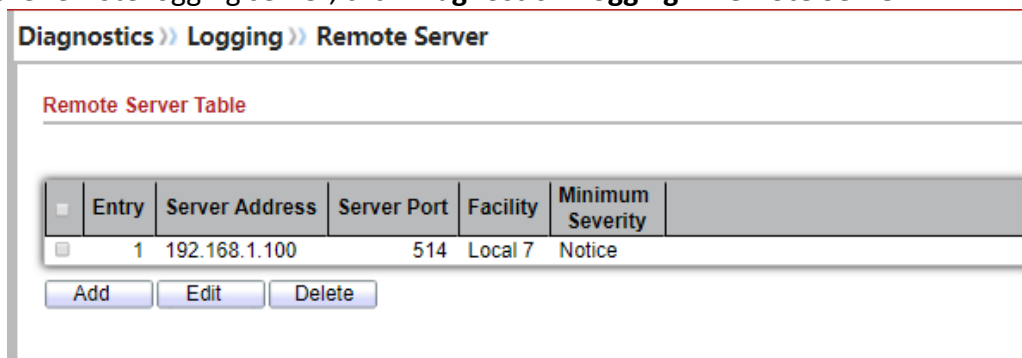 Diagnostics » Logging » Remote Server
Remote Server Table
Entry Server Address Server Port Facility Minimum Severity
1 192.168.1.100 514 Local 7 Notice
Add Edit Delete